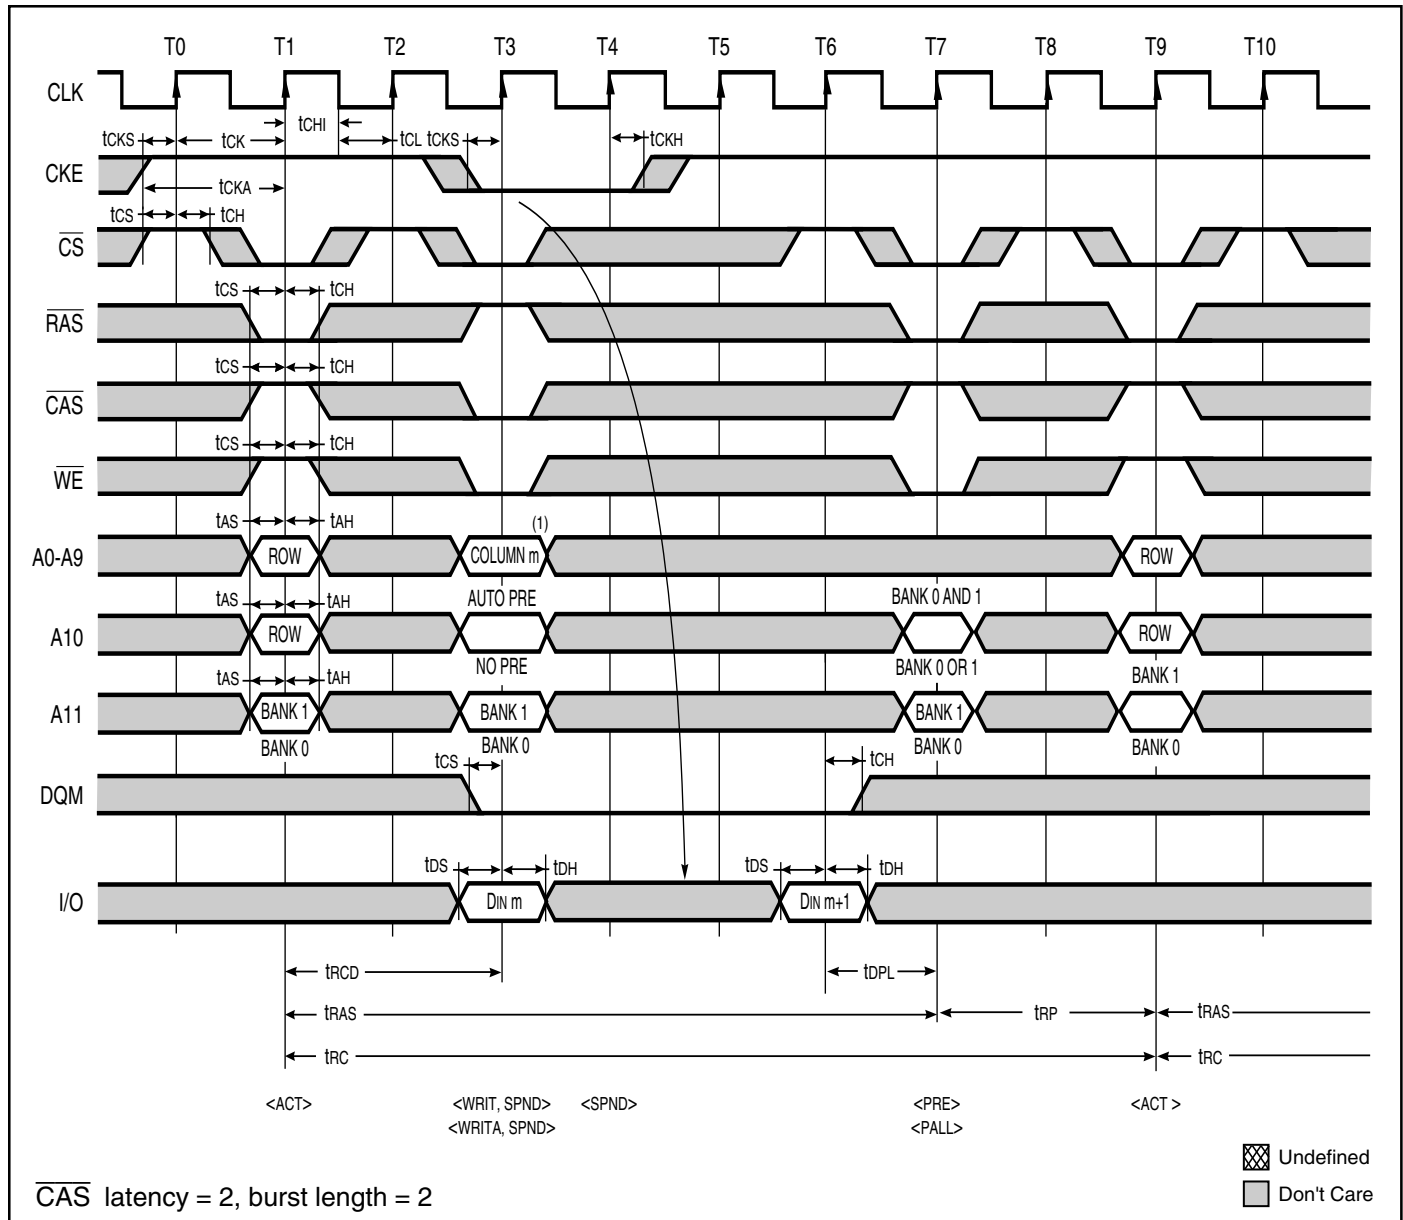 T0 T1 T2 T3 T4 T5 T6 T7 T8 T9 T10
CLK
tCHI
tCKS tCK tCL tCKS tCKH
CKE
tCKA
tCS tCH
CS
tCS tCH
RAS
tCS tCH
CAS
tCS tCH
WE
tAS tAH (1)
A0-A9 ROW COLUMN m ROW
tAS tAH AUTO PRE BANK 0 AND 1
A10 ROW ROW
NO PRE BANK 0 OR 1 BANK 1
tAS tAH
A11 BANK 1 BANK 1 BANK 1
BANK 0 BANK 0 BANK 0 BANK 0
tCS tCH
DQM
tDS tDH tDS tDH
I/O DIN m DIN m+1
tRCD tDPL
tRAS tRP tRAS
tRC tRC
<ACT> <WRIT, SPND> <SPND> <PRE> <ACT >
<WRITA, SPND> <PALL>
Undefined
CAS latency = 2, burst length = 2 Don't Care